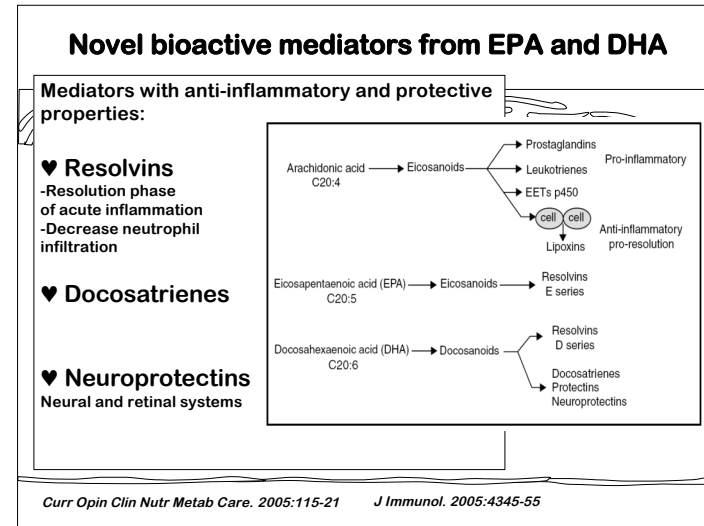 Novel bioactive mediators from EPA and DHA
Mediators with anti-inflammatory and protective
properties:
♥ Resolvins
-Resolution phase
of acute inflammation
-Decrease neutrophil
infiltration
♥ Docosatrienes
♥ Neuroprotectins
Neural and retinal systems
Arachidonic acid
C20:4
Eicosanoids
Prostaglandins
Leukotrienes
Pro-inflammatory
EETs p450
cell cell
Lipoxins
Anti-inflammatory
pro-resolution
Eicosapentaenoic acid (EPA)
C20:5
Eicosanoids
Resolvins
E series
Docosahexaenoic acid (DHA)
C20:6
Docosanoids
Resolvins
D series
Docosatrienes
Protectins
Neuroprotectins
Curr Opin Clin Nutr Metab Care. 2005:115-21 J Immunol. 2005:4345-55